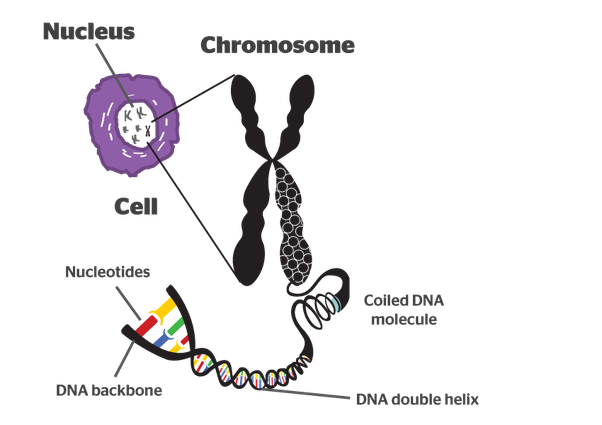 Nucleus
Chromosome
Cell
Nucleotides
Coiled DNA
molecule
DNA backbone
DNA double helix